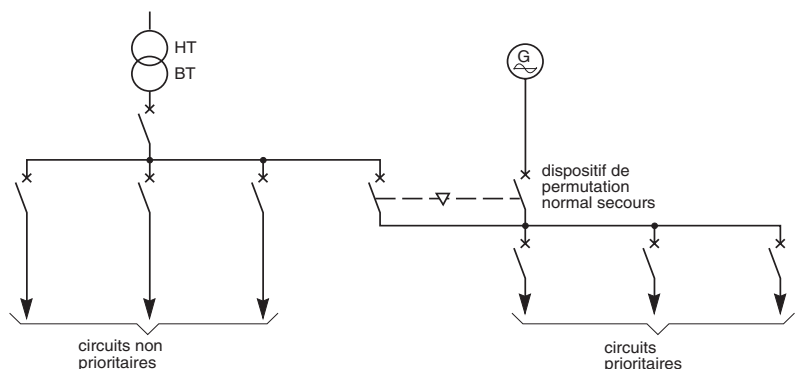 HT
BT
G
dispositif de
permutation
normal secours
circuits non
prioritaires
circuits
prioritaires